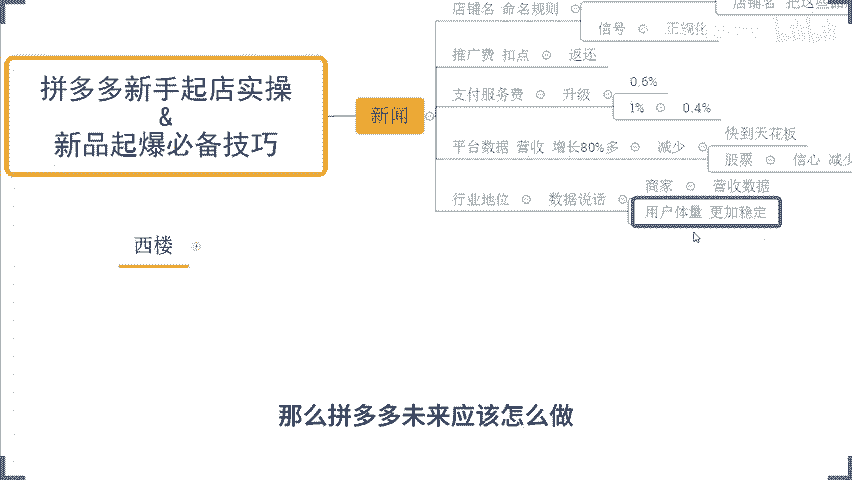 店铺名 命名规则
店铺名
信号 正规化
推广费 扣点 返还
支付服务费 升级 0.6%
1% 0.4%
拼多多新手起店实操
&
新品起爆必备技巧
新闻
平台数据 营收 增长80%多 减少 快到天花板
股票 信心 减少
行业地位 数据说话 商家 营收数据
用户体量 更加稳定
西楼
那么拼多多未来应该怎么做